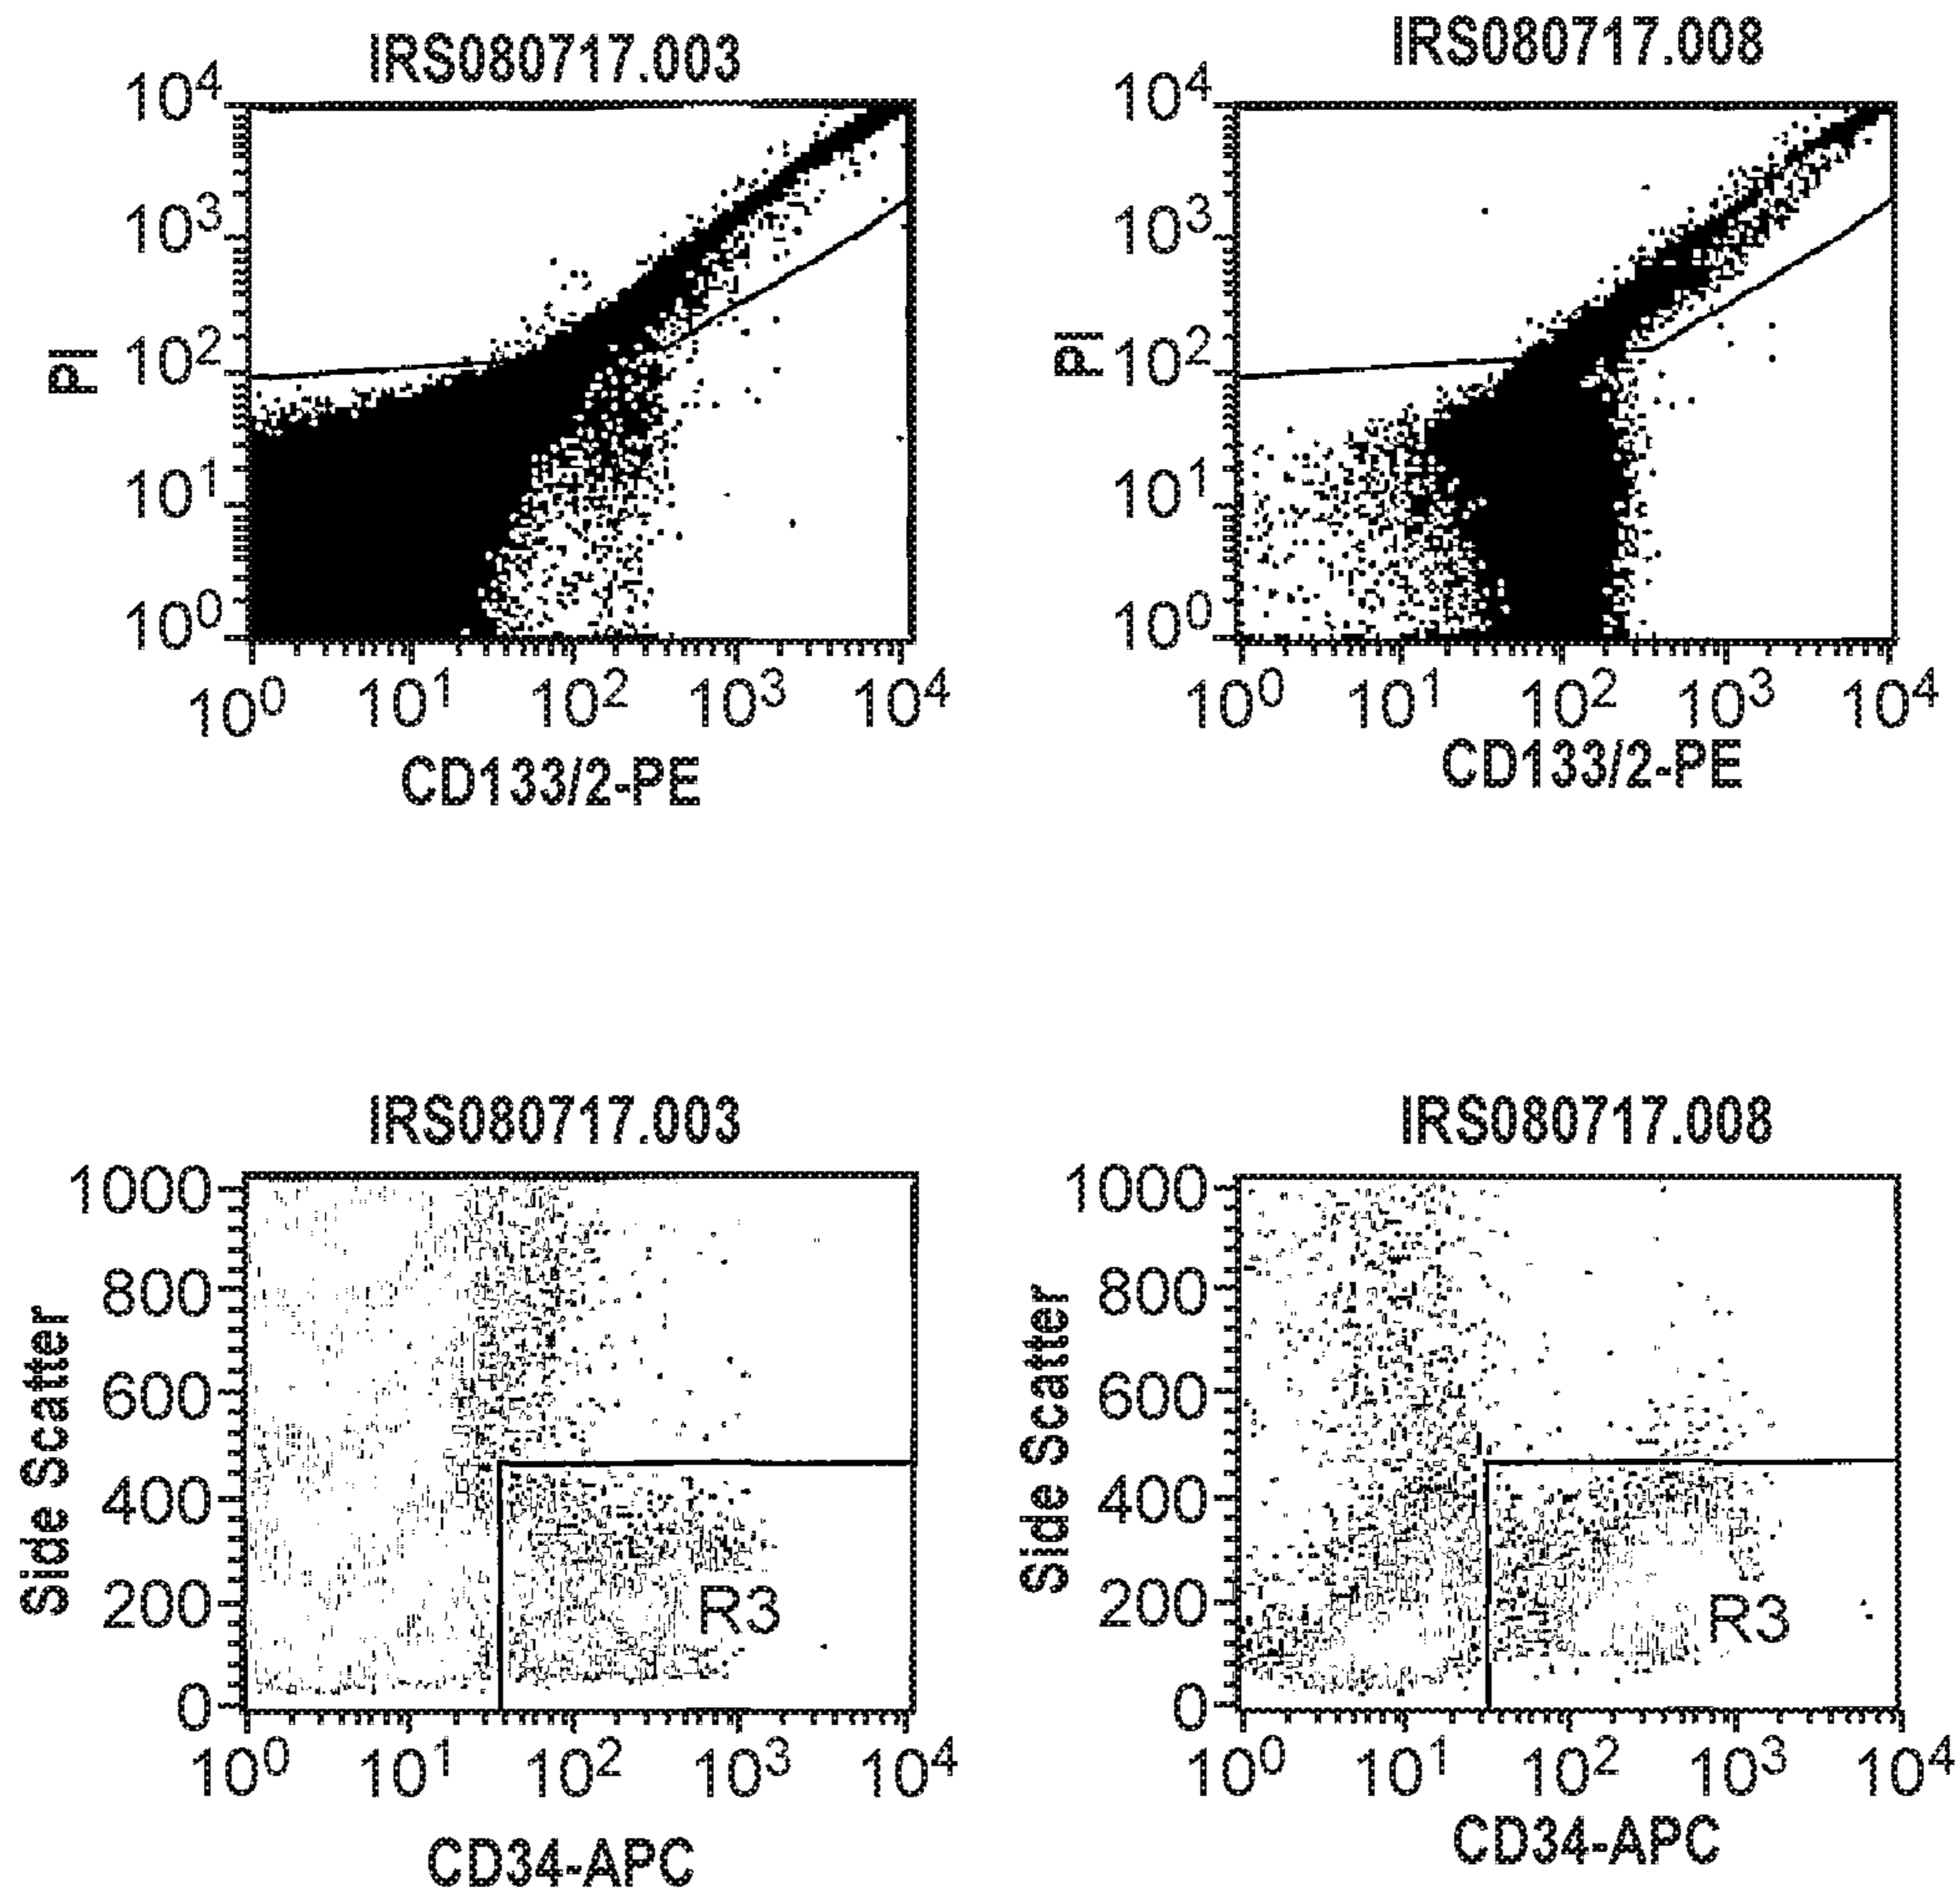 IRS080717.003
10⁴
10³
10²
10¹
10⁰
PI
10⁰ 10¹ 10² 10³ 10⁴
CD133/2-PE
IRS080717.008
10⁴
10³
10²
10¹
10⁰
PI
10⁰ 10¹ 10² 10³ 10⁴
CD133/2-PE
IRS080717.003
1000
800
600
400
200
0
Side Scatter
R3
10⁰ 10¹ 10² 10³ 10⁴
CD34-APC
IRS080717.008
1000
800
600
400
200
0
Side Scatter
R3
10⁰ 10¹ 10² 10³ 10⁴
CD34-APC